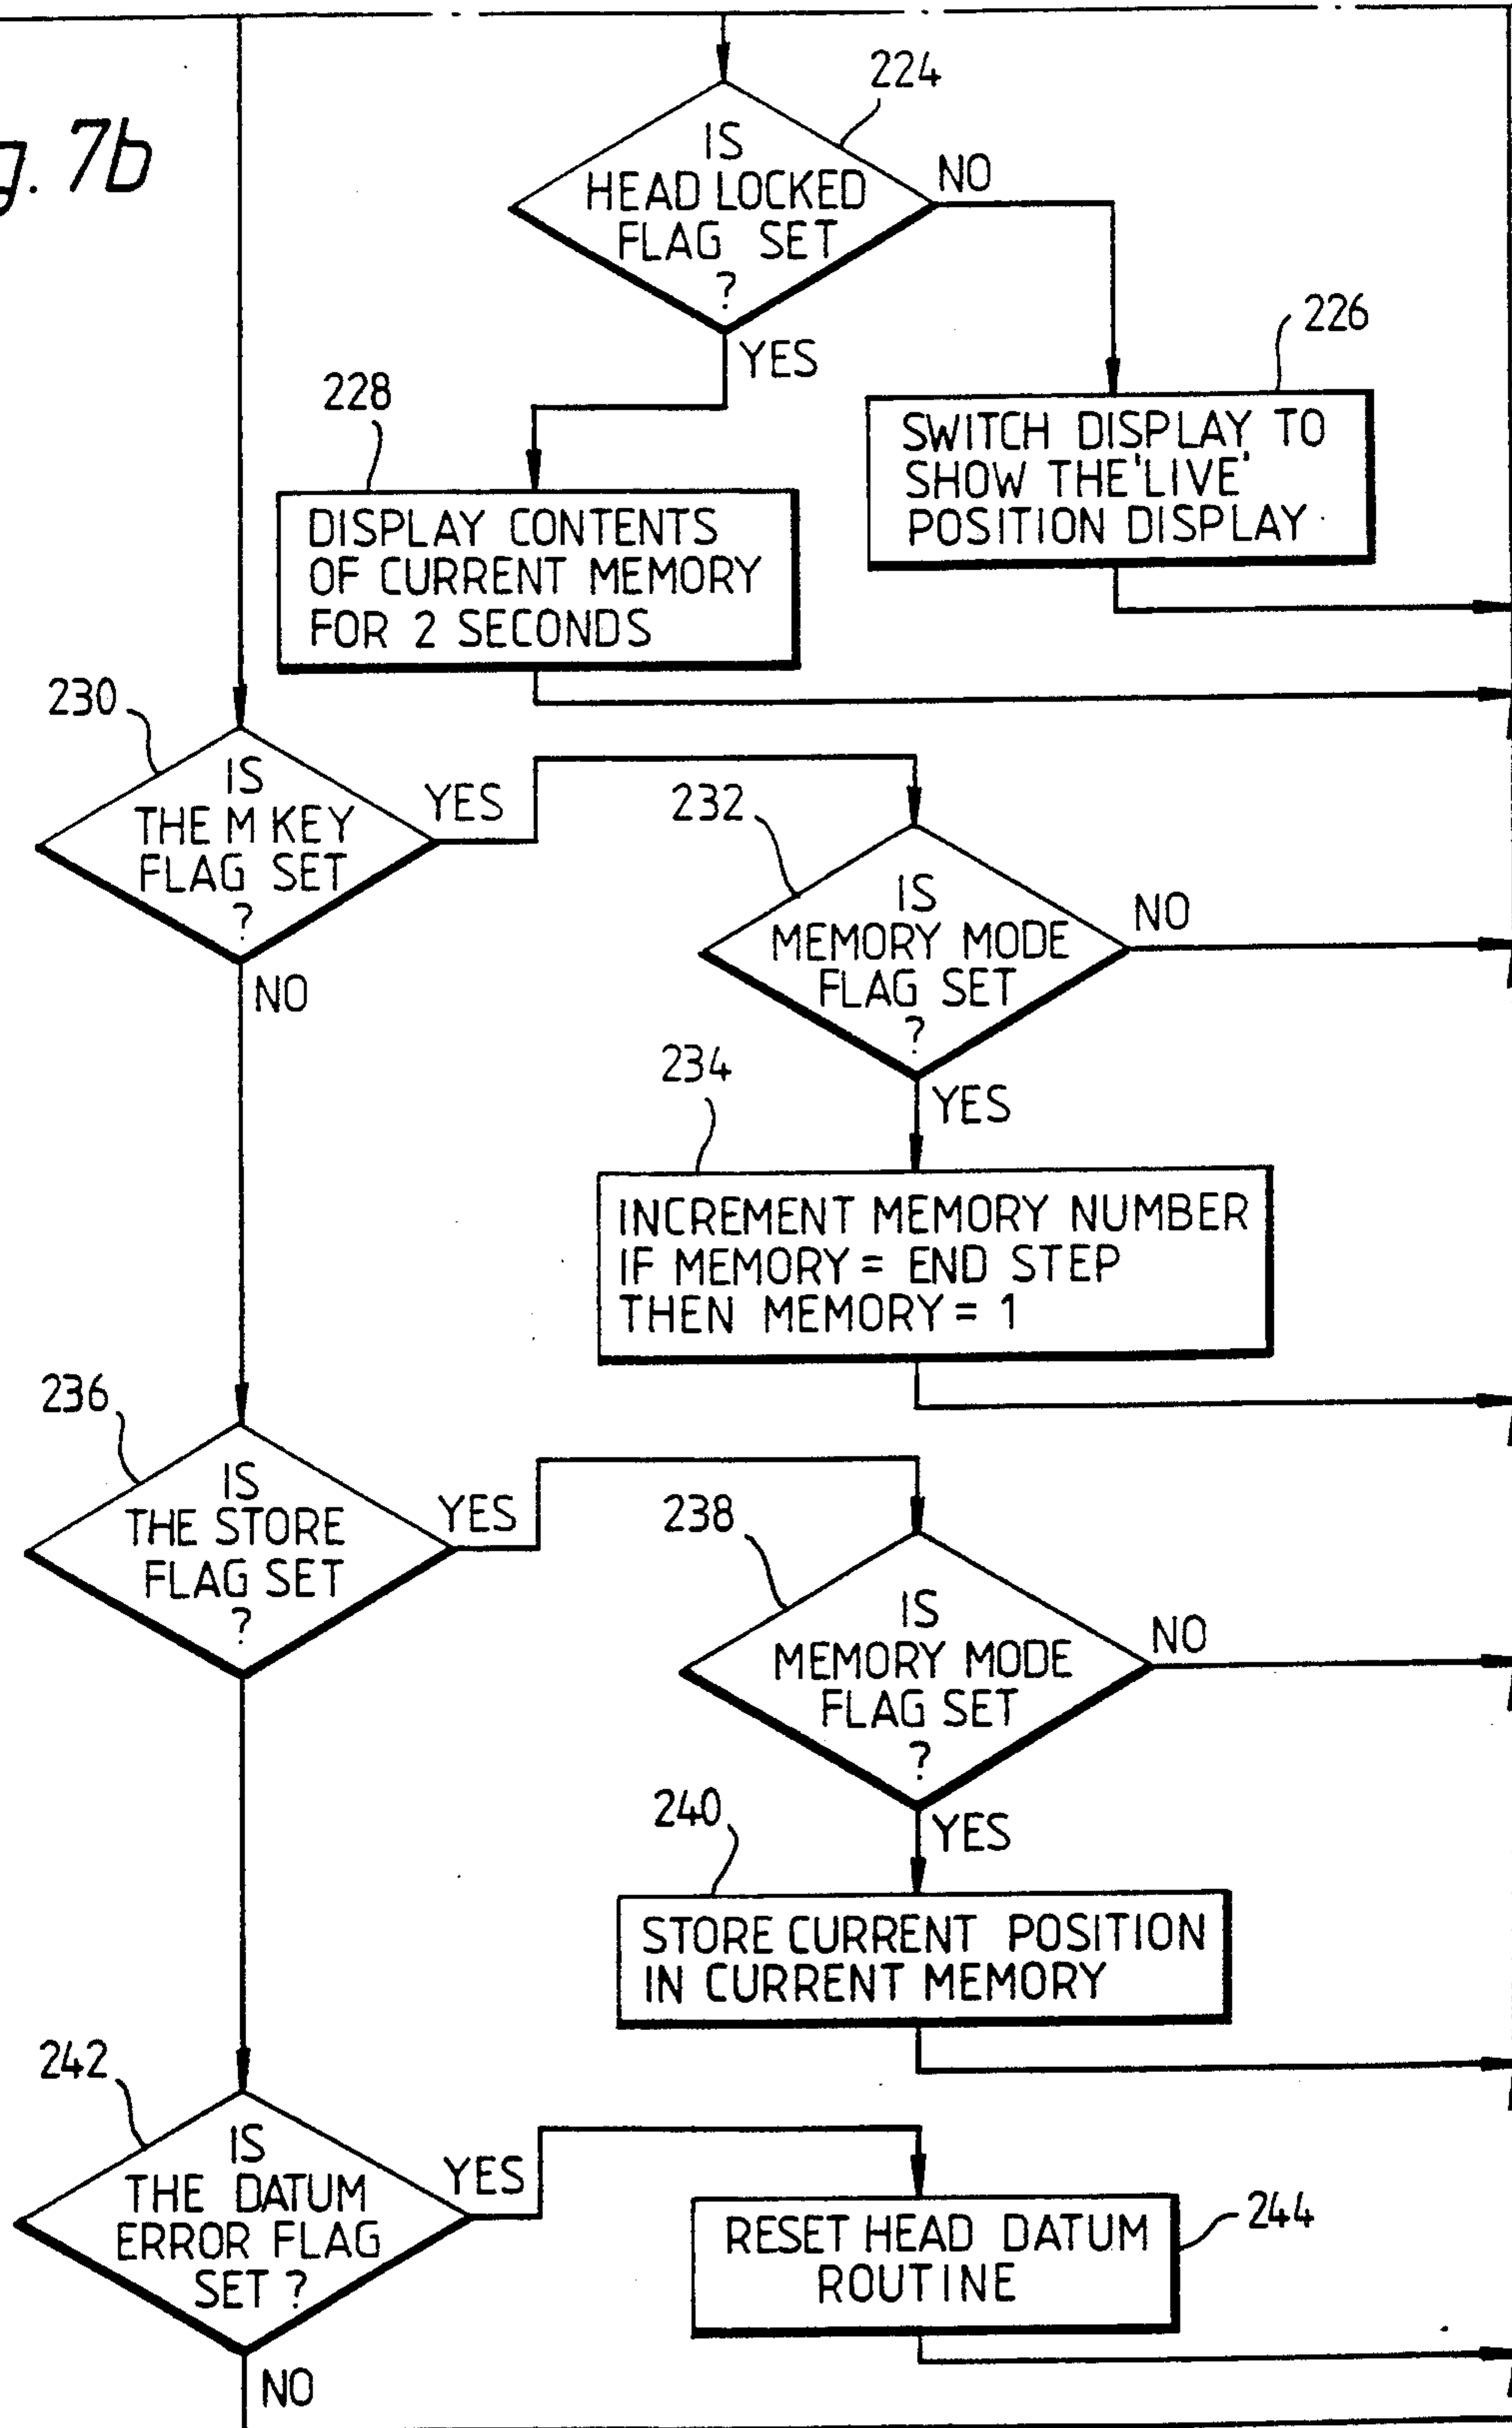 g. 7b
224
IS
HEAD LOCKED
FLAG SET
?
NO
YES
226
SWITCH DISPLAY TO
SHOW THE 'LIVE'
POSITION DISPLAY
228
DISPLAY CONTENTS
OF CURRENT MEMORY
FOR 2 SECONDS
230
IS
THE M KEY
FLAG SET
?
YES
NO
232
IS
MEMORY MODE
FLAG SET
?
NO
YES
234
INCREMENT MEMORY NUMBER
IF MEMORY = END STEP
THEN MEMORY = 1
236
IS
THE STORE
FLAG SET
?
YES
238
IS
MEMORY MODE
FLAG SET
?
NO
YES
240
STORE CURRENT POSITION
IN CURRENT MEMORY
242
IS
THE DATUM
ERROR FLAG
SET ?
YES
NO
244
RESET HEAD DATUM
ROUTINE